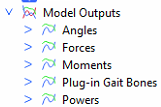 Model Outputs
Angles
Forces
Moments
Plug-in Gait Bones
Powers